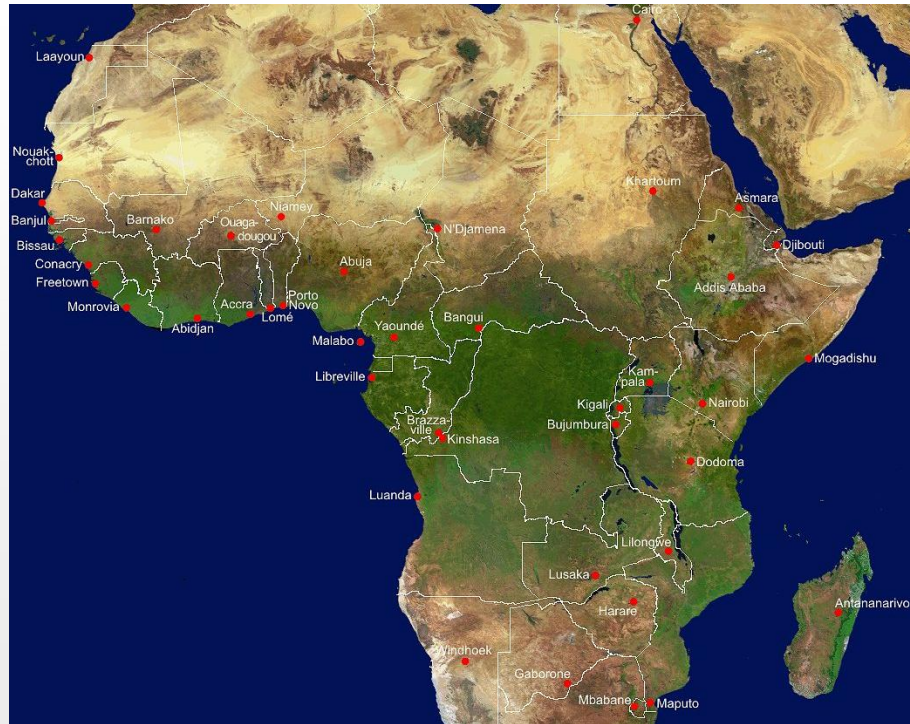 Cairo
Laayoun
Nouak-
chott
Dakar
Banjul
Bissau
Conacry
Freetown
Monrovia
Barnako
Ouaga-
dougou
Niamey
N'Djamena
Khartoum
Asmara
Djibouti
Addis Ababa
Abuja
Abidjan
Accra
Lomé
Porto
Novo
Malabo
Yaoundé
Bangui
Libreville
Mogadishu
Kam-
pala
Nairobi
Kigali
Bujumbura
Brazza-
ville
Kinshasa
Dodoma
Luanda
Lilongwe
Lusaka
Harare
Antananarivo
Windhoek
Gaborone
Mbabane
Maputo